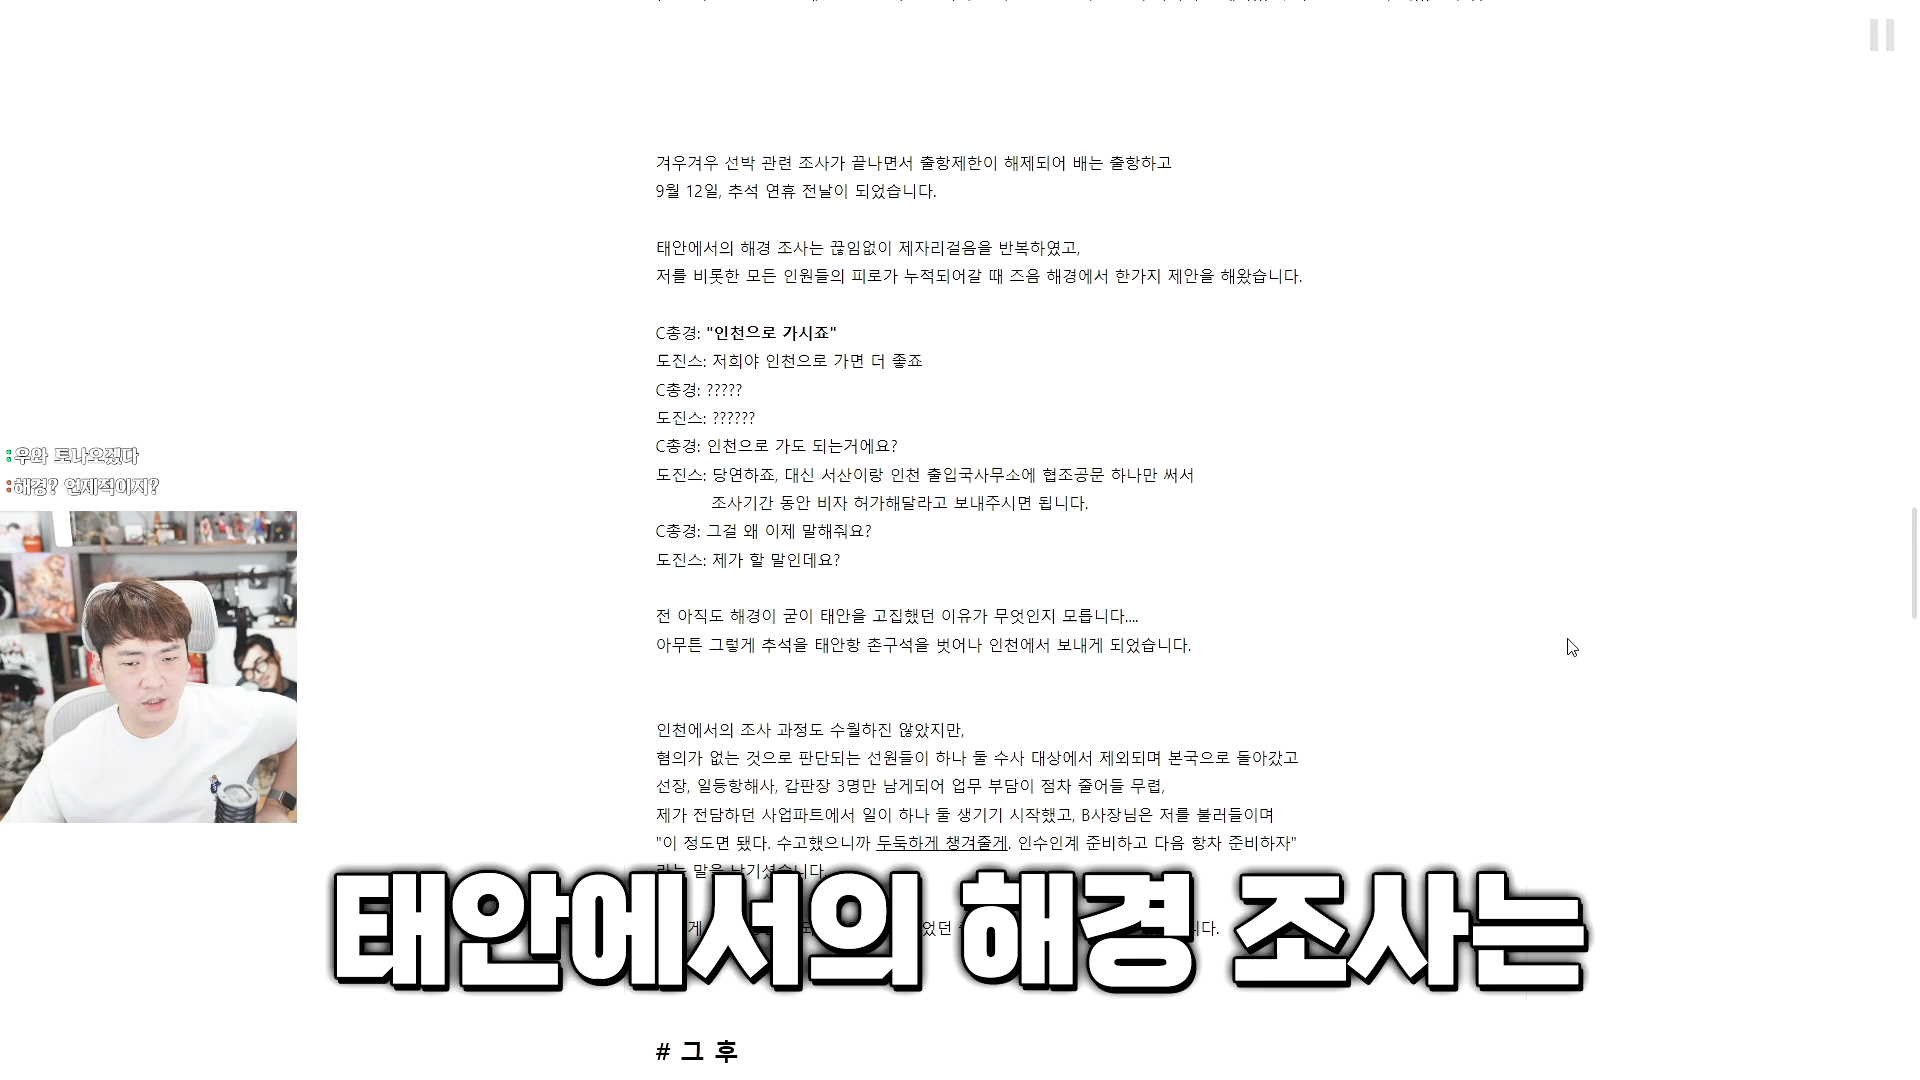 겨우겨우 선박 관련 조사가 끝나면서 출항제한이 해제되어 배는 출항하고
9월 12일, 추석 연휴 전날이 되었습니다.
태안에서의 해경 조사는 끊임없이 제자리걸음을 반복하였고,
저를 비롯한 모든 인원들의 피로가 누적되어갈 때 즈음 해경에서 한가지 제안을 해왔습니다.
C총경: "인천으로 가시죠"
도진스: 저희야 인천으로 가면 더 좋죠
C총경: ?????
도진스: ??????
C총경: 인천으로 가도 되는거에요?
도진스: 당연하죠, 대신 서산이랑 인천 출입국사무소에 협조공문 하나만 써서
조사기간 동안 비자 허가해달라고 보내주시면 됩니다.
C총경: 그걸 왜 이제 말해줘요?
도진스: 제가 할 말인데요?
전 아직도 해경이 굳이 태안을 고집했던 이유가 무엇인지 모릅니다....
아무튼 그렇게 추석을 태안항 촌구석을 벗어나 인천에서 보내게 되었습니다.
인천에서의 조사 과정도 수월하진 않았지만,
혐의가 없는 것으로 판단되는 선원들이 하나 둘 수사 대상에서 제외되며 본국으로 돌아갔고
선장, 일등항해사, 갑판장 3명만 남게되어 업무 부담이 점차 줄어들 무렵,
제가 전담하던 사업파트에서 일이 하나 둘 생기기 시작했고, B사장님은 저를 불러들이며
"이 정도면 됐다. 수고했으니까 두둑하게 챙겨줄게. 인수인계 준비하고 다음 항차 준비하자"
라는 말을 남기셨습니다.
:우와 토나오겠다
:해경? 언제적이지?
태안에서의 해경 조사는
# 그 후